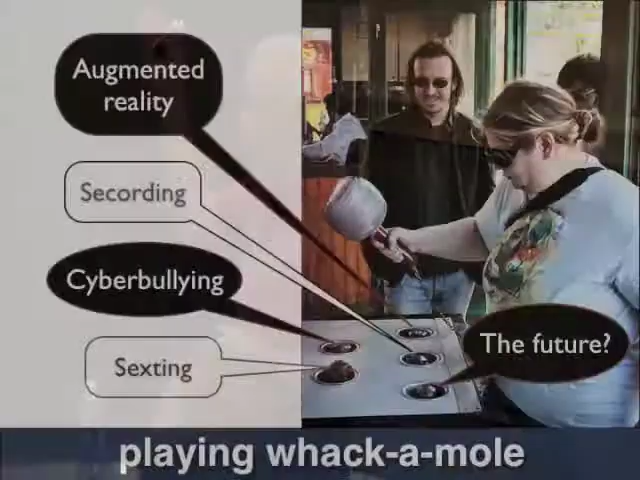 Augmented
reality
Secording
Cyberbullying
Sexting
The future?
playing whack-a-mole